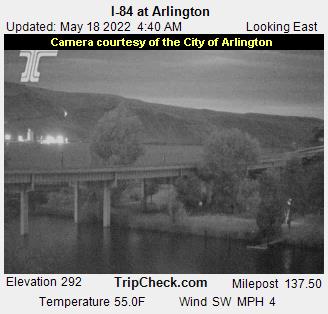 I-84 at Arlington
Updated: May 18 2022 4:40 AM Looking East
Camera courtesy of the City of Arlington
Elevation 292 TripCheck.com Milepost 137.50
Temperature 55.0F Wind SW MPH 4